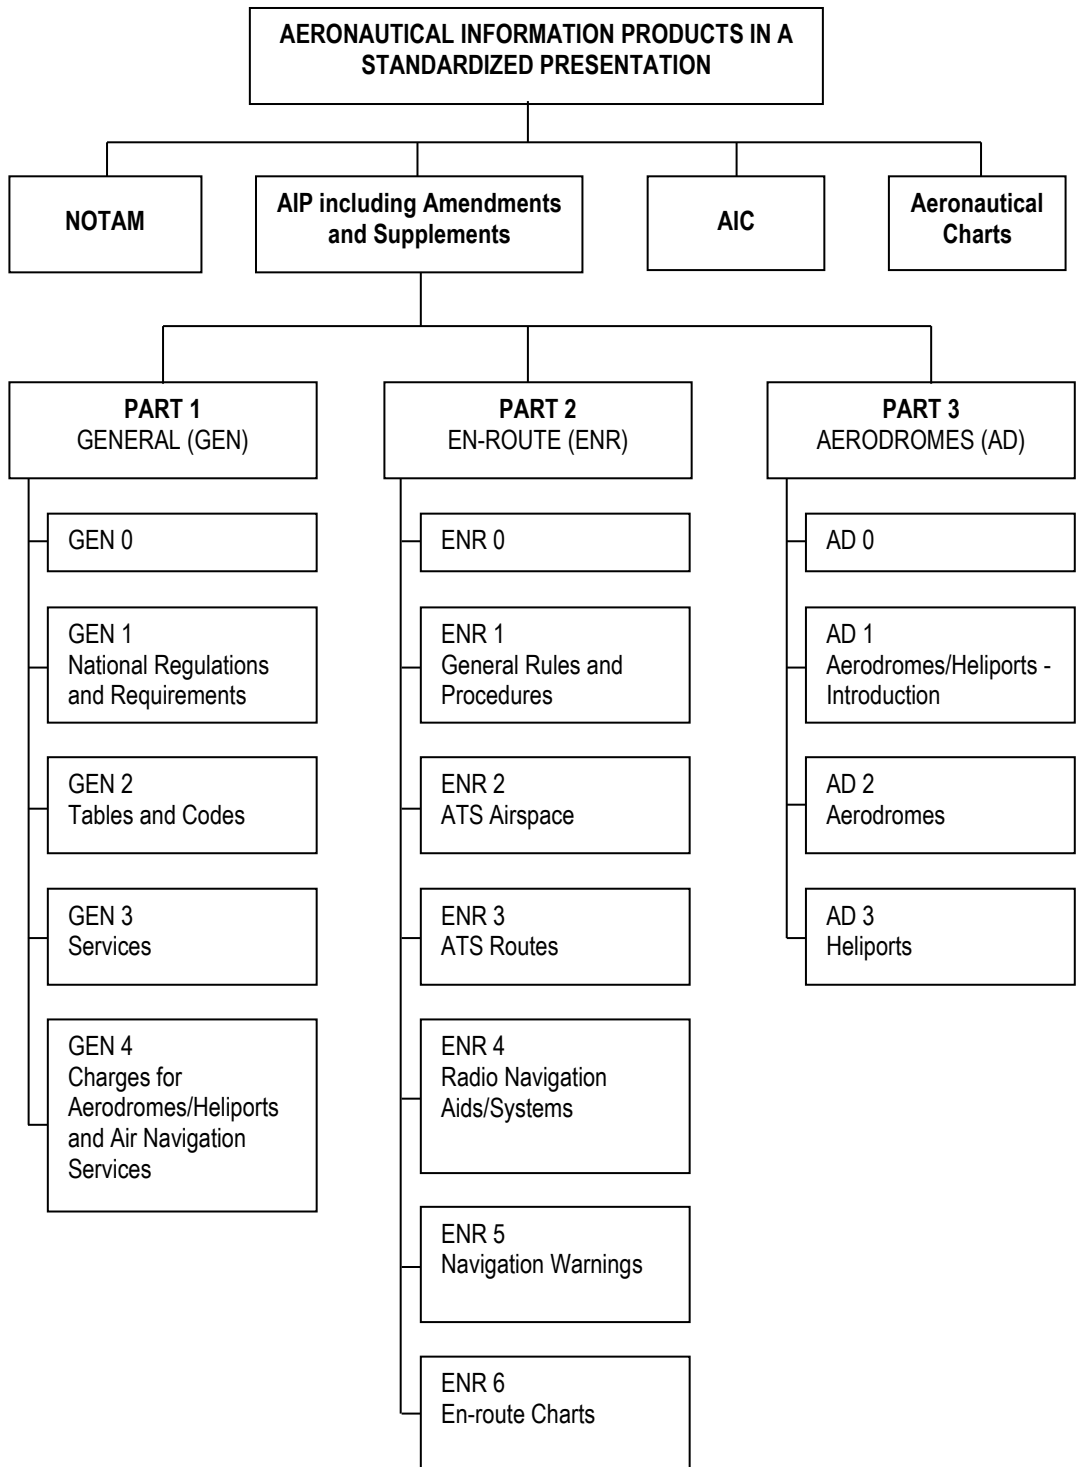 AERONAUTICAL INFORMATION PRODUCTS IN A
STANDARDIZED PRESENTATION
NOTAM
AIP including Amendments
and Supplements
AIC
Aeronautical
Charts
PART 1
GENERAL (GEN)
PART 2
EN-ROUTE (ENR)
PART 3
AERODROMES (AD)
GEN 0
GEN 1
National Regulations
and Requirements
GEN 2
Tables and Codes
GEN 3
Services
GEN 4
Charges for
Aerodromes/Heliports
and Air Navigation
Services
ENR 0
ENR 1
General Rules and
Procedures
ENR 2
ATS Airspace
ENR 3
ATS Routes
ENR 4
Radio Navigation
Aids/Systems
ENR 5
Navigation Warnings
ENR 6
En-route Charts
AD 0
AD 1
Aerodromes/Heliports -
Introduction
AD 2
Aerodromes
AD 3
Heliports